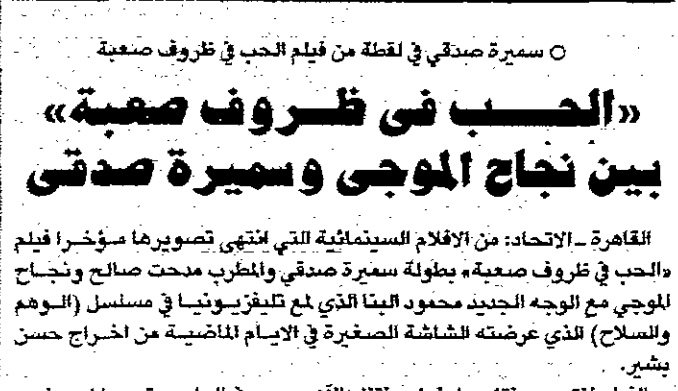 ○ سميرة صدقي في لقطة من فيلم الحب في ظروف صعبة
«الحب فى ظروف صعبة»
بين نجاح الموجى وسميرة صدقى
القاهرة ـ الاتحاد: من الافلام السينمائية التي انتهى تصويرها مؤخرا فيلم
«الحب في ظروف صعبة» بطولة سميرة صدقي والمطرب مدحت صالح ونجاح
الموجي مع الوجه الجديد محمود البنا الذي لمع تليفزيونيا في مسلسل (الوهم
والسلاح) الذي عرضته الشاشة الصغيرة في الايام الماضية من اخراج حسن
بشير.